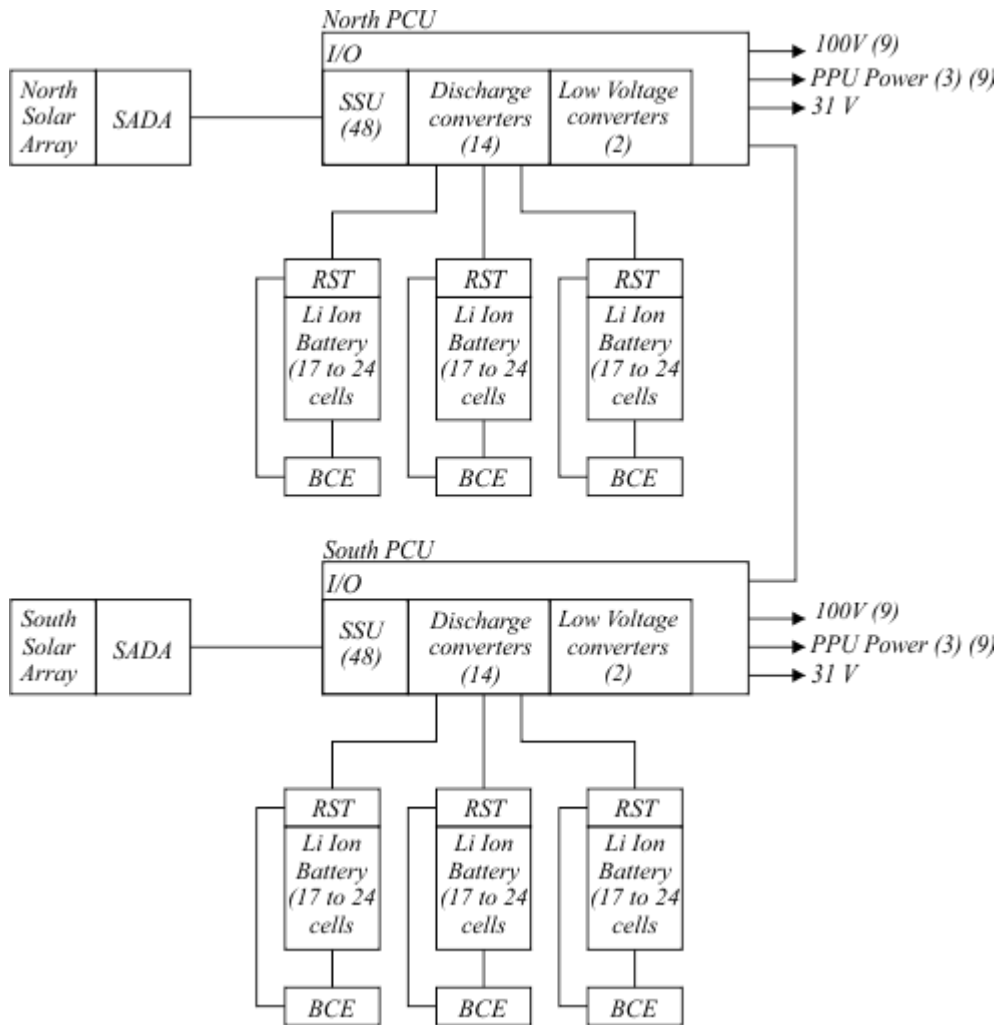 North PCU
I/O
North
Solar
Array
SADA
SSU
(48)
Discharge
converters
(14)
Low Voltage
converters
(2)
100V (9)
PPU Power (3) (9)
31 V
RST
Li Ion
Battery
(17 to 24
cells
BCE
RST
Li Ion
Battery
(17 to 24
cells
BCE
RST
Li Ion
Battery
(17 to 24
cells
BCE
South PCU
I/O
South
Solar
Array
SADA
SSU
(48)
Discharge
converters
(14)
Low Voltage
converters
(2)
100V (9)
PPU Power (3) (9)
31 V
RST
Li Ion
Battery
(17 to 24
cells
BCE
RST
Li Ion
Battery
(17 to 24
cells
BCE
RST
Li Ion
Battery
(17 to 24
cells
BCE